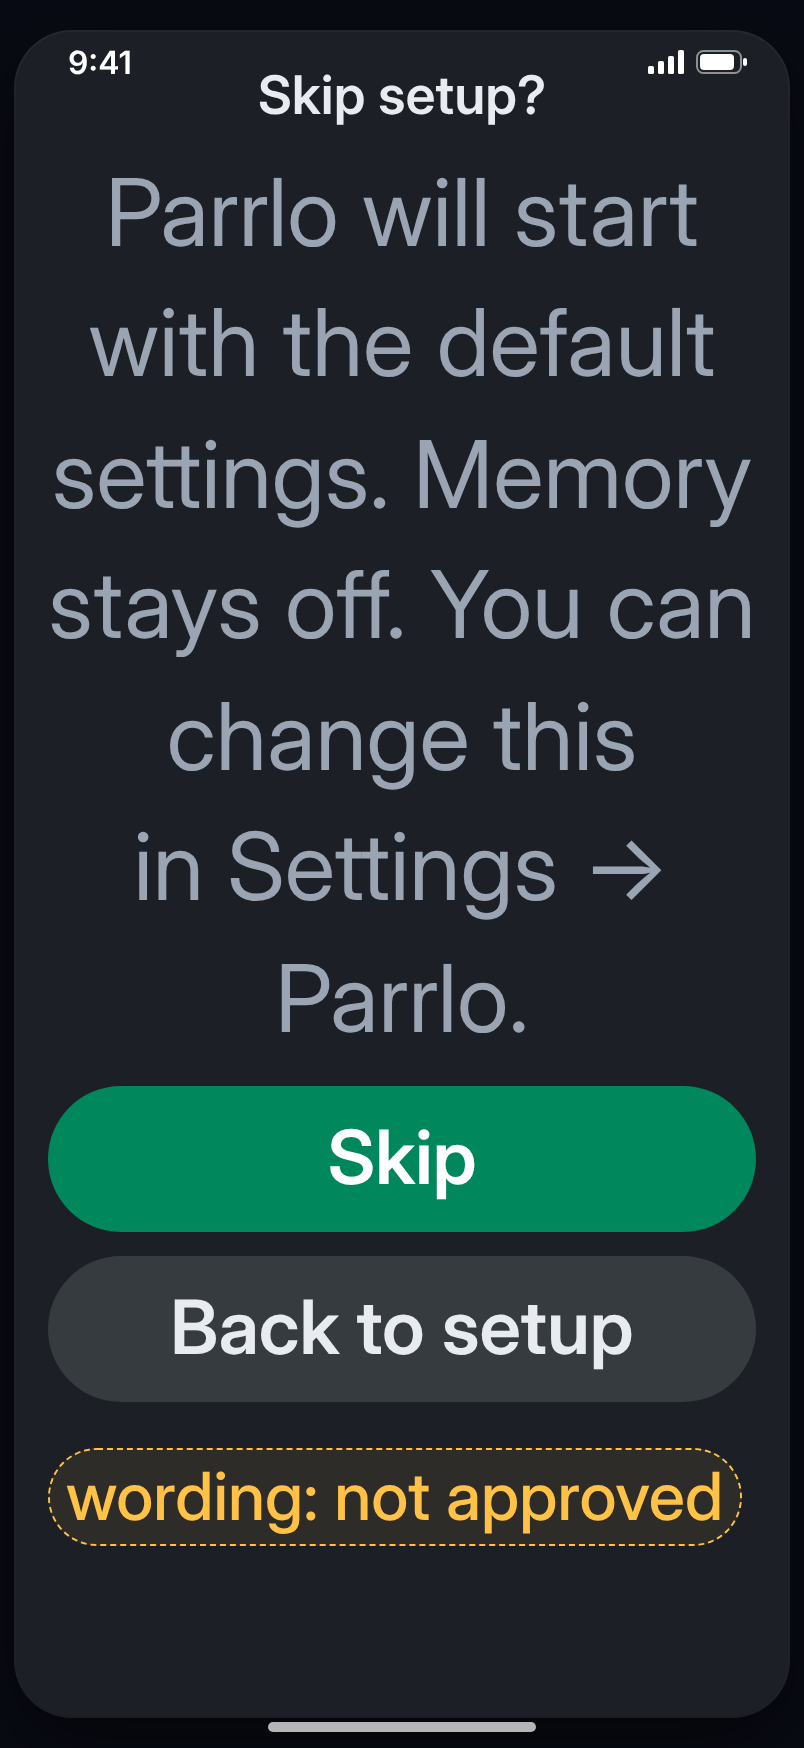 9:41
Skip setup?
Parrlo will start
with the default
settings. Memory
stays off. You can
change this
in Settings →
Parrlo.
Skip
Back to setup
wording: not approved